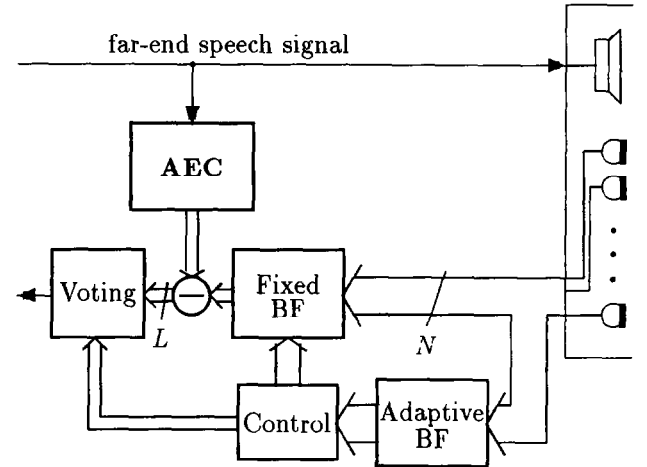 far-end speech signal
AEC
Voting
Fixed
BF
L
N
Control
Adaptive
BF